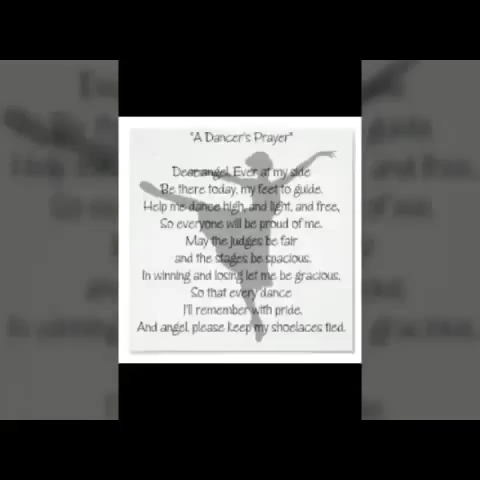 "A Dancer's Prayer"
Dear angel, Ever at my side
Be there today, my feet to guide.
Help me dance high, and light, and free,
So everyone will be proud of me.
May the judges be fair
and the stages be spacious.
In winning and losing let me be gracious,
So that every dance
I'll remember with pride.
And angel, please keep my shoelaces tied.